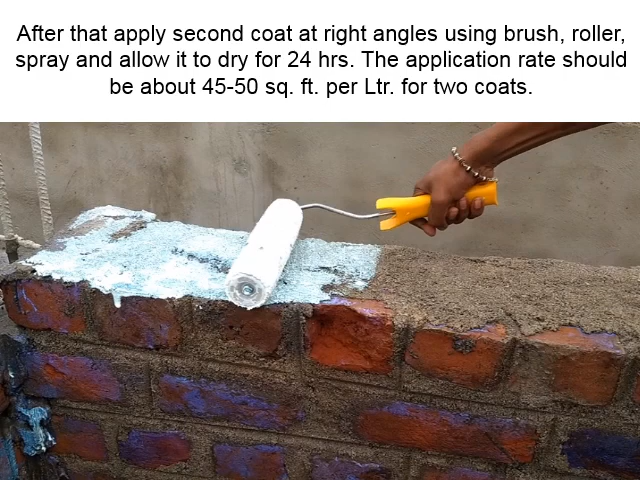 After that apply second coat at right angles using brush, roller,
spray and allow it to dry for 24 hrs. The application rate should
be about 45-50 sq. ft. per Ltr. for two coats.